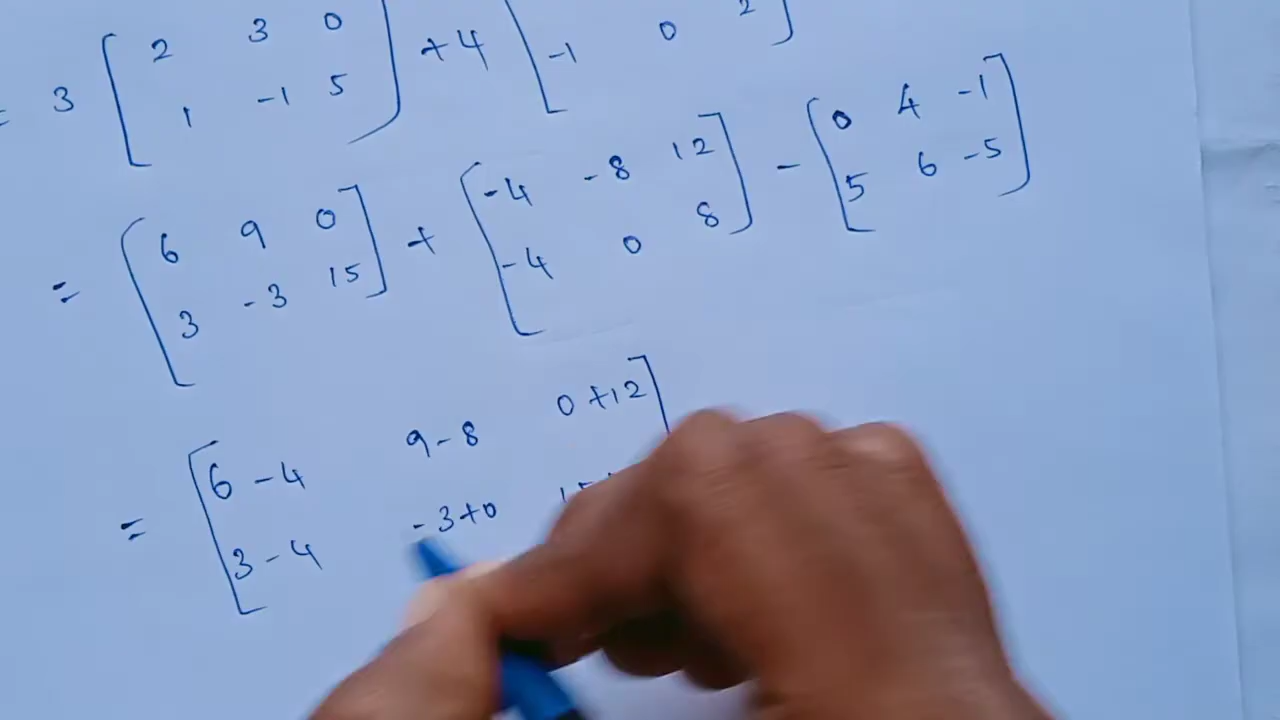 2 3 0 2
= 3 [ 1 -1 5 ] + 4 [ -1 0
-4 -8 12 0 4 -1
6 9 0 -4 0 8 5 6 -5
= [ 3 -3 15 ] + [ ] - [ ]
6 - 4 9 - 8 0 + 12
= [ 3 - 4 -3 + 0 15